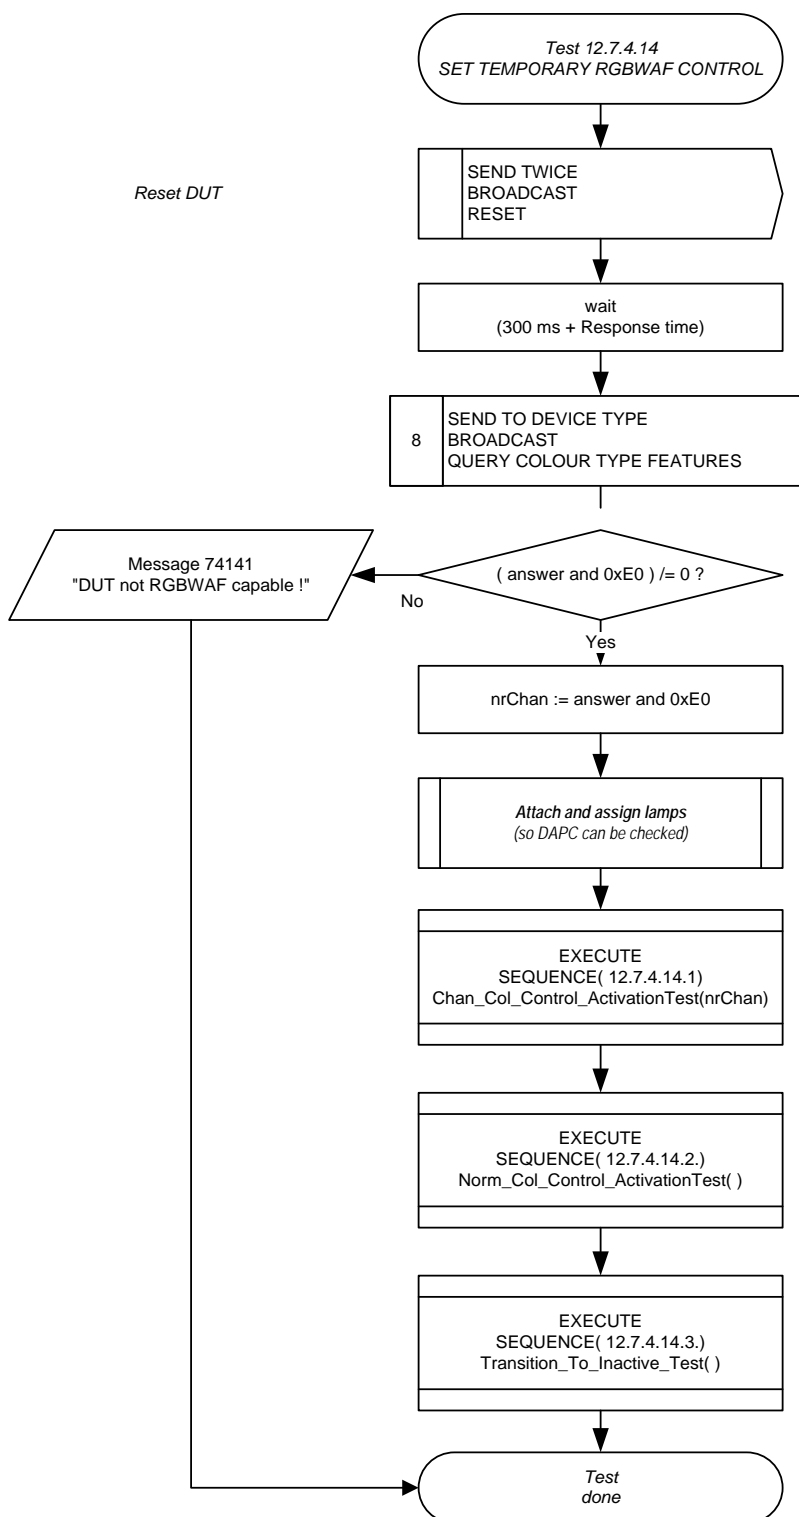 Test 12.7.4.14
SET TEMPORARY RGBWAF CONTROL
Reset DUT
SEND TWICE
BROADCAST
RESET
wait
(300 ms + Response time)
8
SEND TO DEVICE TYPE
BROADCAST
QUERY COLOUR TYPE FEATURES
Message 74141
"DUT not RGBWAF capable !"
( answer and 0xE0 ) /= 0 ?
No
Yes
nrChan := answer and 0xE0
Attach and assign lamps
(so DAPC can be checked)
EXECUTE
SEQUENCE( 12.7.4.14.1)
Chan_Col_Control_ActivationTest(nrChan)
EXECUTE
SEQUENCE( 12.7.4.14.2.)
Norm_Col_Control_ActivationTest( )
EXECUTE
SEQUENCE( 12.7.4.14.3.)
Transition_To_Inactive_Test( )
Test
done